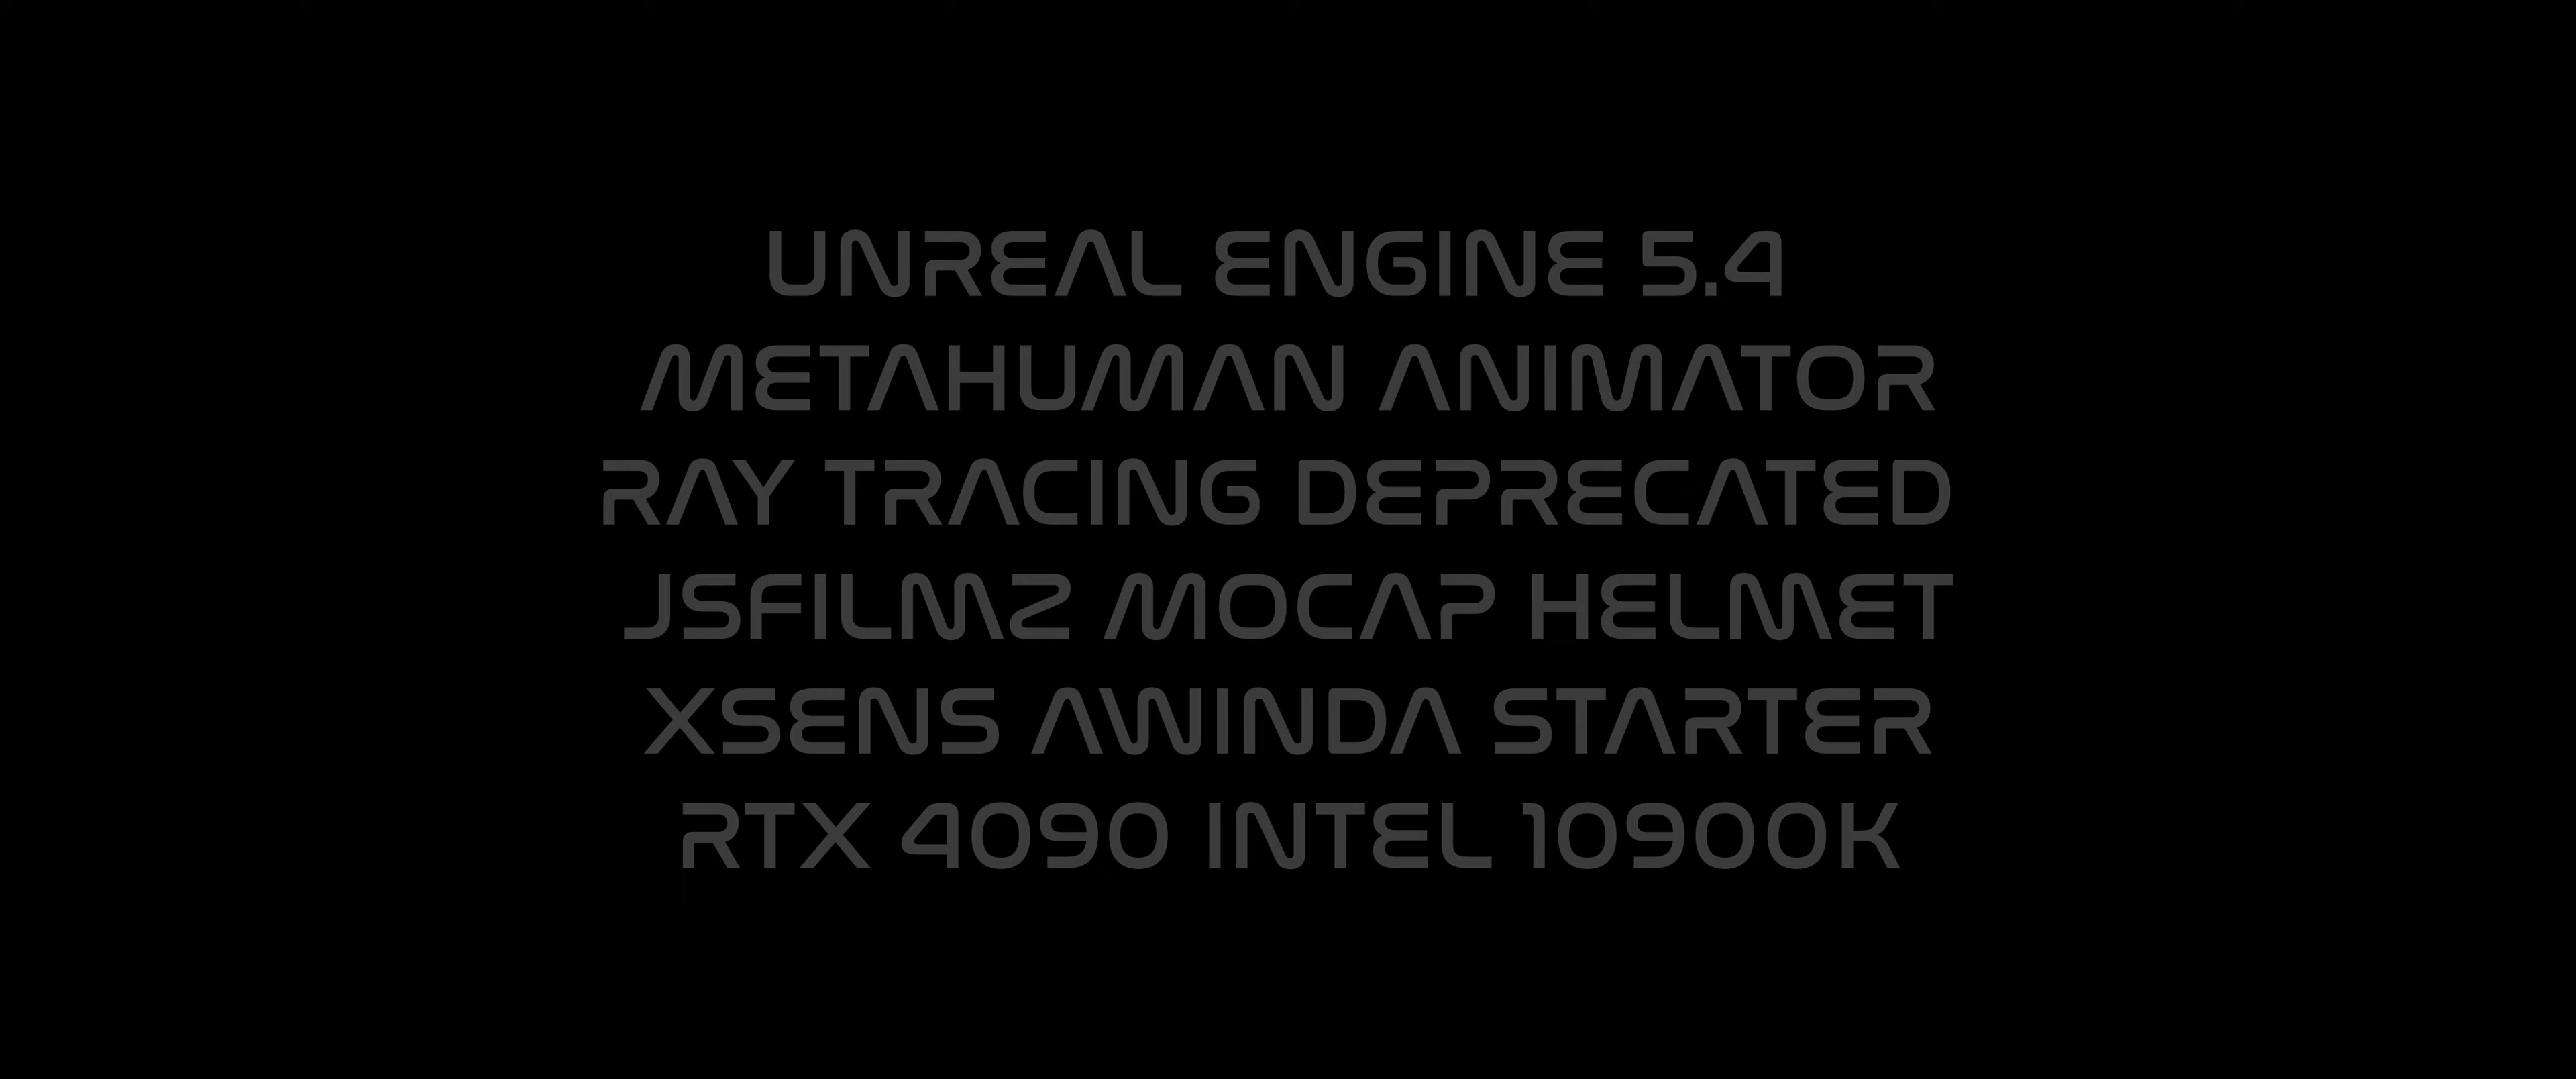 UNREAL ENGINE 5.4
METAHUMAN ANIMATOR
RAY TRACING DEPRECATED
JSFILMZ MOCAP HELMET
XSENS AWINDA STARTER
RTX 4090 INTEL 10900K